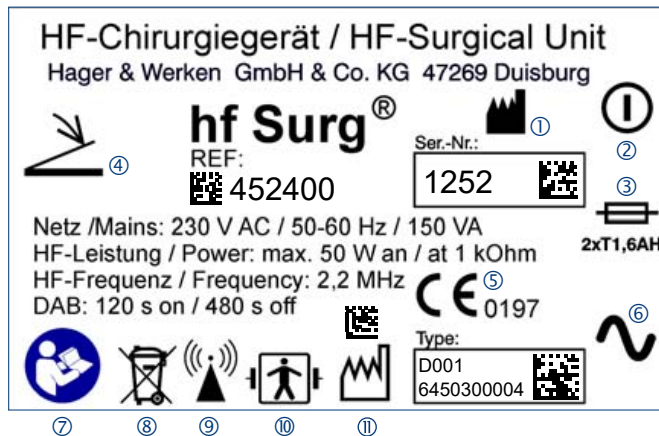 HF-Chirurgiegerät / HF-Surgical Unit
Hager & Werken GmbH & Co. KG 47269 Duisburg
hf Surg®
①
②
④
REF:
452400
Ser.-Nr.:
1252
③
2xT1,6AH
Netz /Mains: 230 V AC / 50-60 Hz / 150 VA
HF-Leistung / Power: max. 50 W an / at 1 kOhm
HF-Frequenz / Frequency: 2,2 MHz
DAB: 120 s on / 480 s off
CE 0197
⑤
⑥
Type:
D001
6450300004
⑦ ⑧ ⑨ ⑩ ⑪